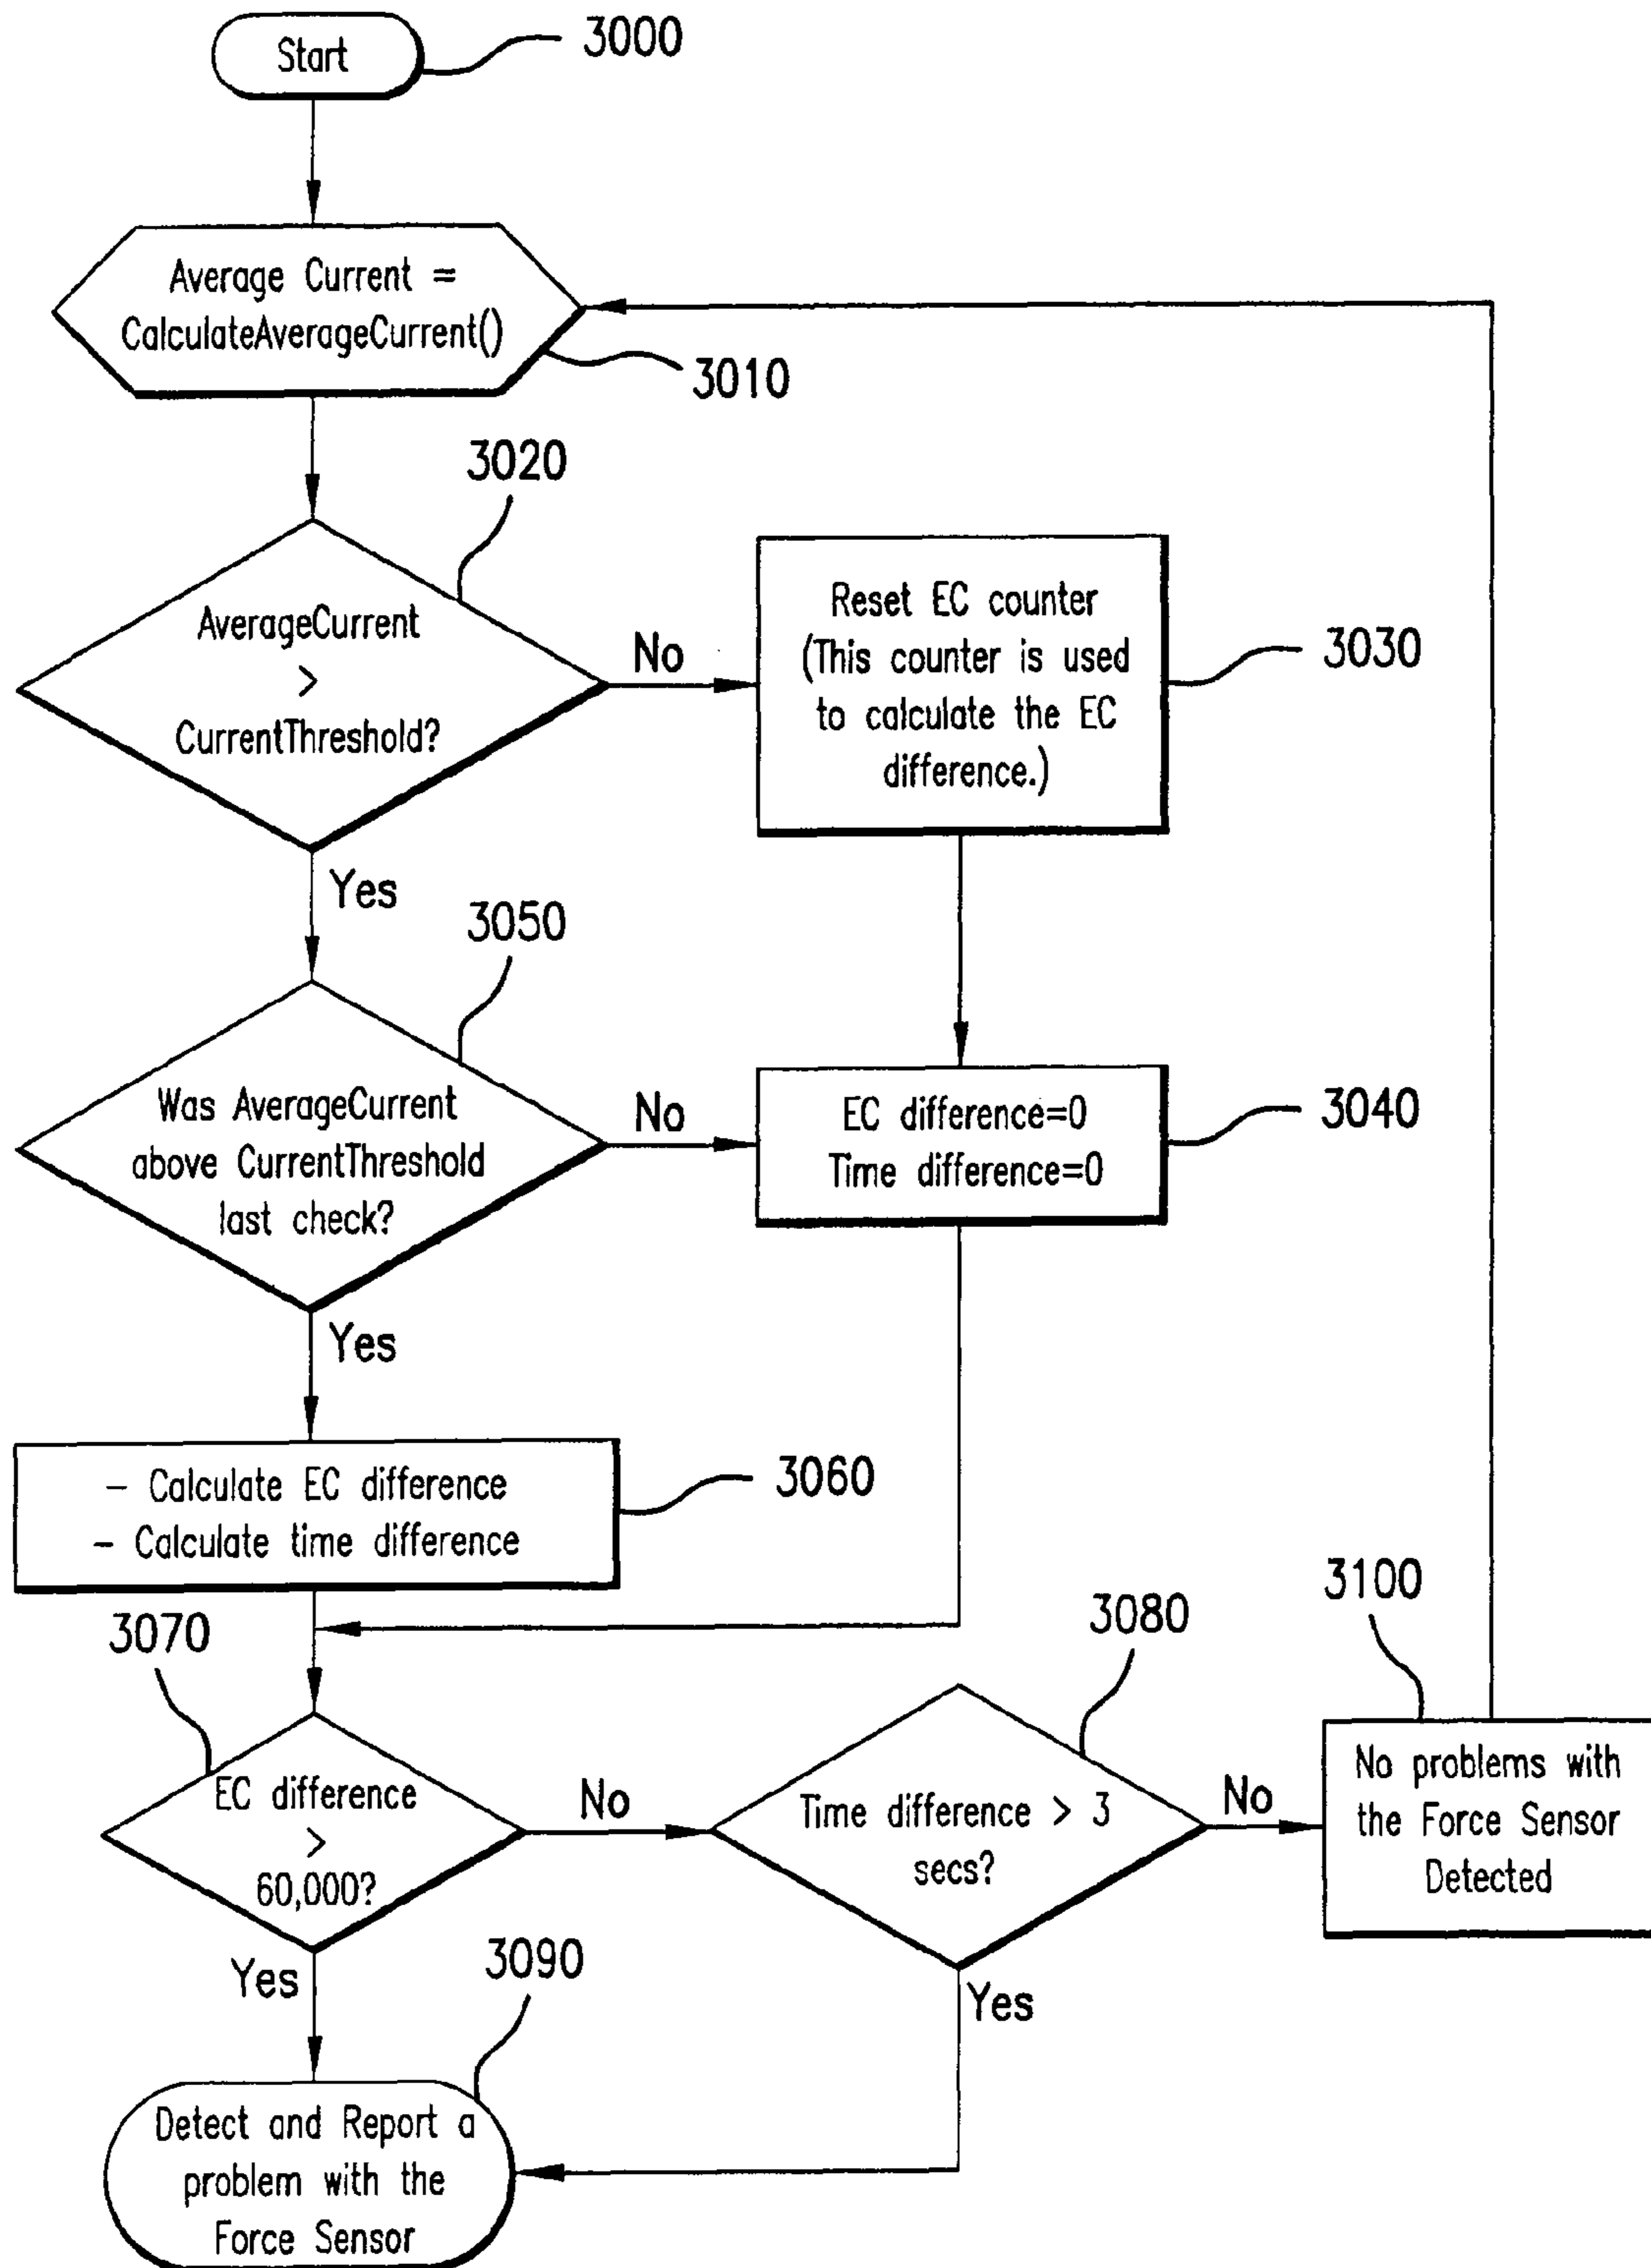 Start
3000
Average Current =
CalculateAverageCurrent()
3010
3020
AverageCurrent
>
CurrentThreshold?
No
Reset EC counter
(This counter is used
to calculate the EC
difference.)
3030
Yes
3050
Was AverageCurrent
above CurrentThreshold
last check?
No
EC difference=0
Time difference=0
3040
Yes
- Calculate EC difference
- Calculate time difference
3060
3070
EC difference
>
60,000?
No
3080
Time difference > 3
secs?
No
3100
No problems with
the Force Sensor
Detected
Yes
3090
Yes
Detect and Report a
problem with the
Force Sensor